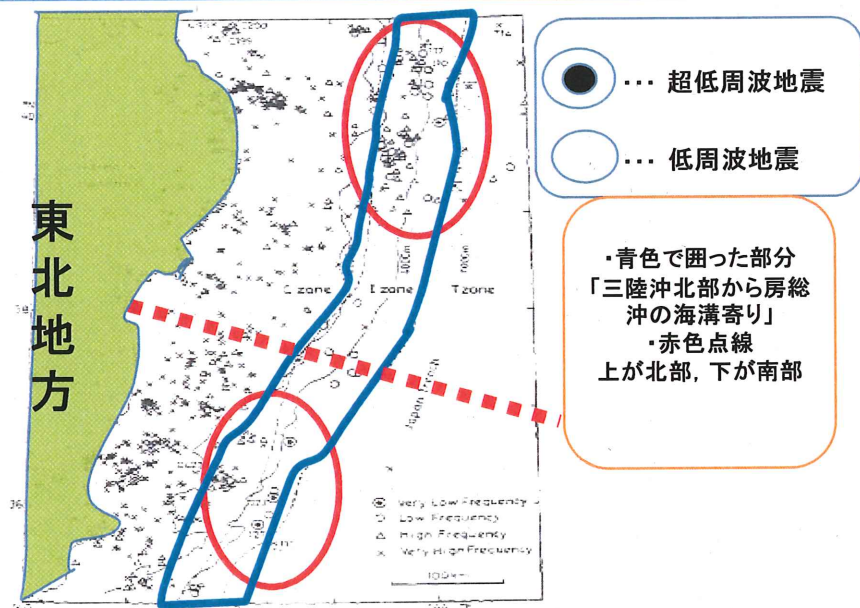 東北地方
I zone
T zone
Japan Trench
36
Very Low Frequency
Low Frequency
High Frequency
Very High Frequency
100km
… 超低周波地震
… 低周波地震
・青色で囲った部分
「三陸沖北部から房総
沖の海溝寄り」
・赤色点線
上が北部，下が南部